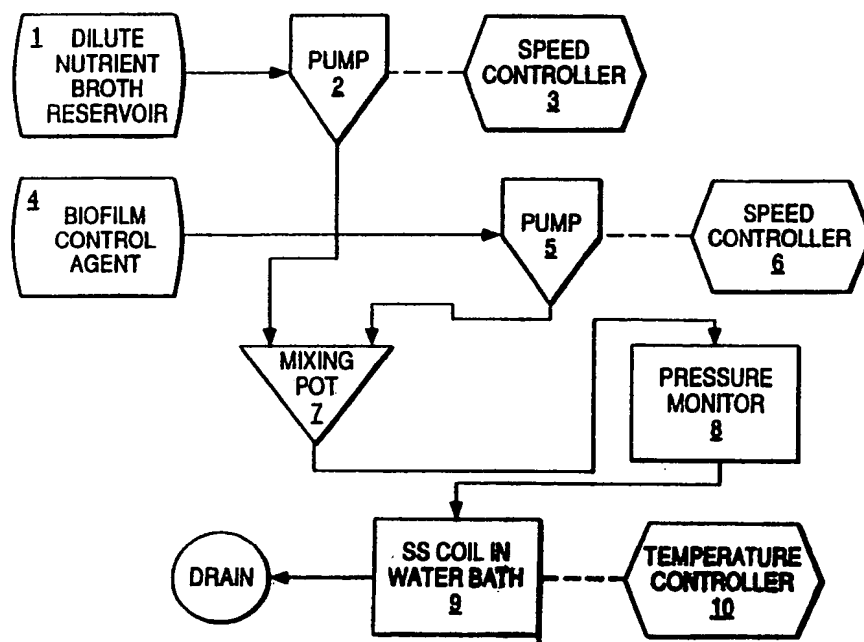 1 DILUTE
NUTRIENT
BROTH
RESERVOIR
PUMP
2
SPEED
CONTROLLER
3
4
BIOFILM
CONTROL
AGENT
PUMP
5
SPEED
CONTROLLER
6
MIXING
POT
7
PRESSURE
MONITOR
8
DRAIN
SS COIL IN
WATER BATH
9
TEMPERATURE
CONTROLLER
10